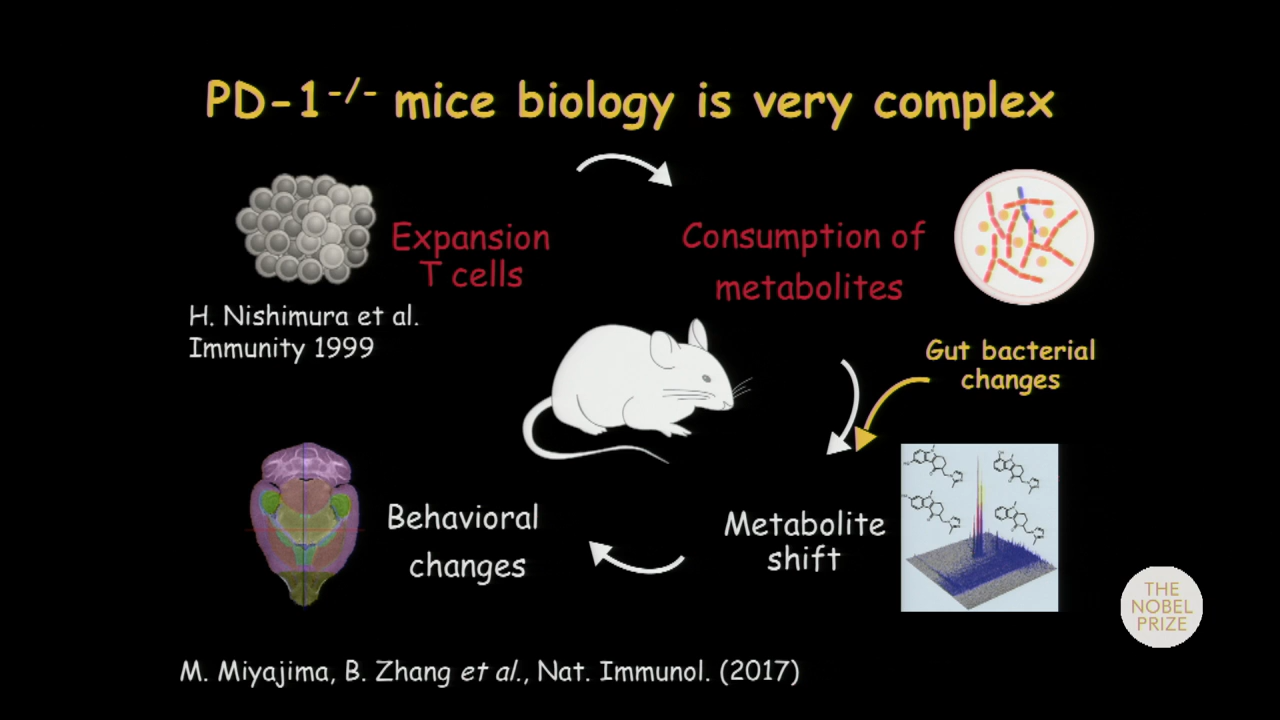 PD-1-/- mice biology is very complex
Expansion
T cells
H. Nishimura et al.
Immunity 1999
Consumption of
metabolites
Gut bacterial
changes
Behavioral
changes
Metabolite
shift
THE
NOBEL
PRIZE
M. Miyajima, B. Zhang et al., Nat. Immunol. (2017)